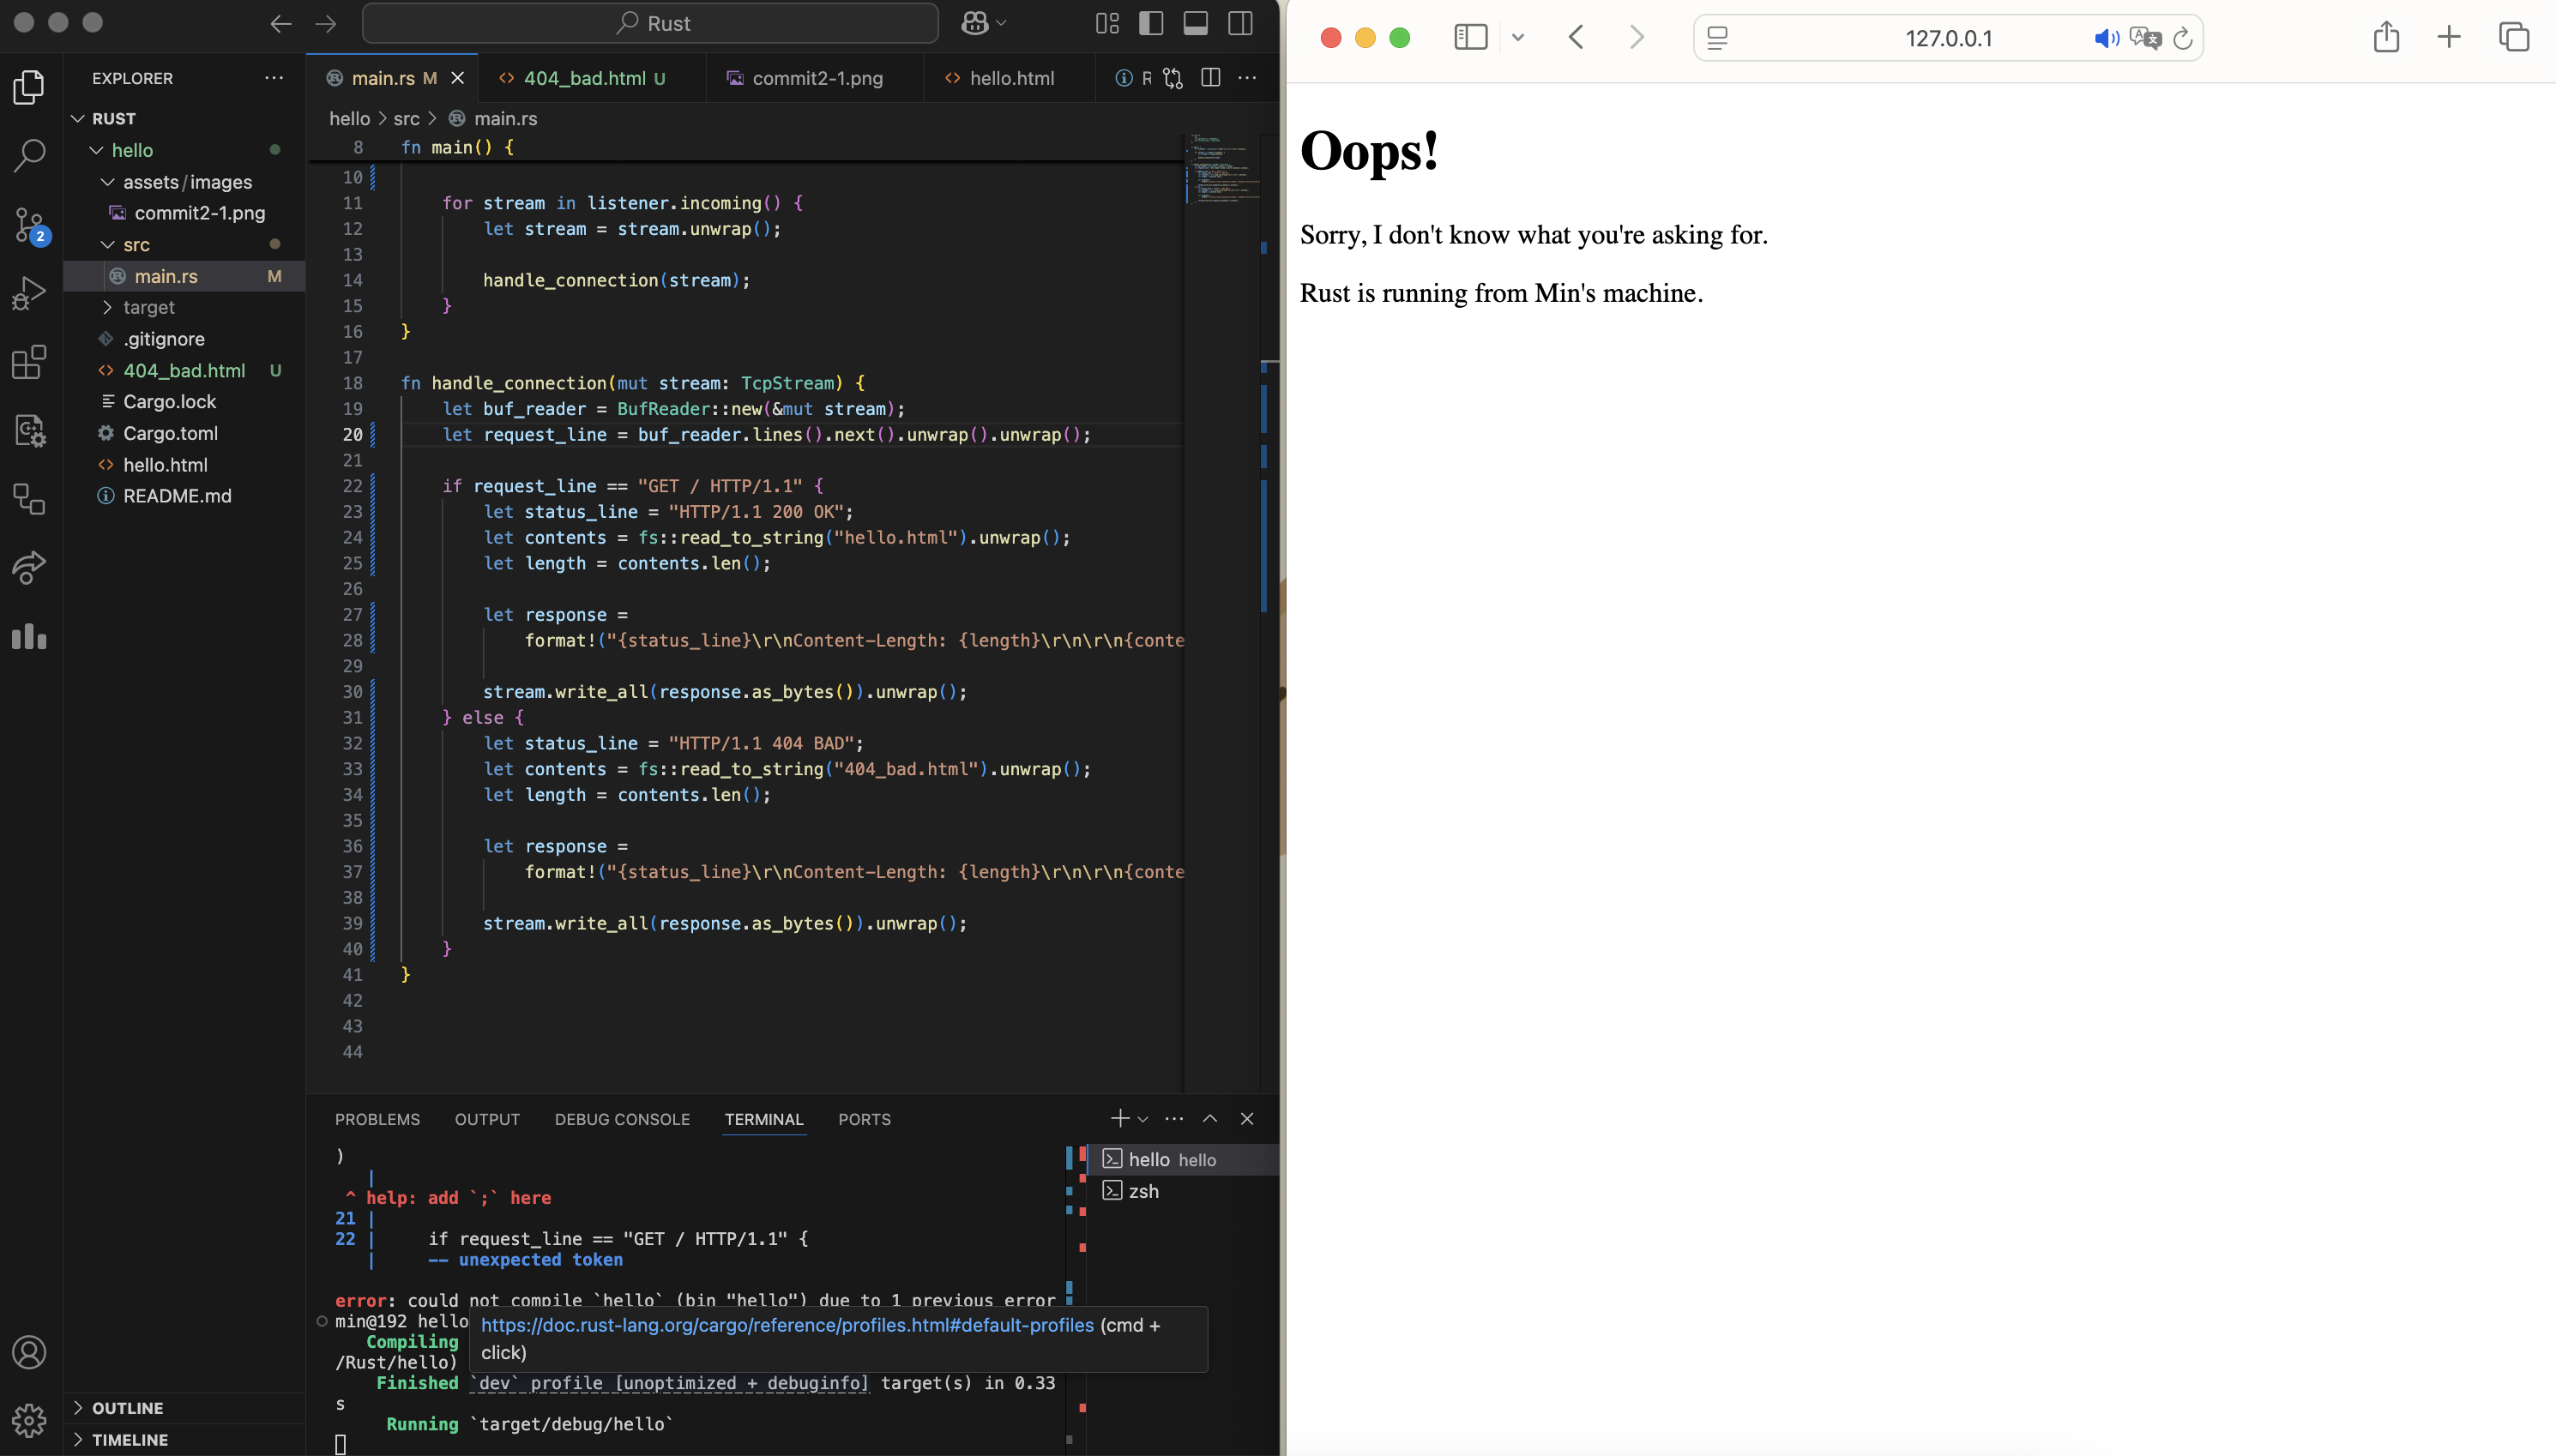 Rust
EXPLORER
RUST
hello
assets/images
commit2-1.png
src
main.rs M
target
.gitignore
404_bad.html U
Cargo.lock
Cargo.toml
hello.html
README.md
OUTLINE
TIMELINE
2
main.rs M
404_bad.html U
commit2-1.png
hello.html
R
hello > src > main.rs
8 fn main() {
10
11 for stream in listener.incoming() {
12 let stream = stream.unwrap();
13
14 handle_connection(stream);
15 }
16 }
17
18 fn handle_connection(mut stream: TcpStream) {
19 let buf_reader = BufReader::new(&mut stream);
20 let request_line = buf_reader.lines().next().unwrap().unwrap();
21
22 if request_line == "GET / HTTP/1.1" {
23 let status_line = "HTTP/1.1 200 OK";
24 let contents = fs::read_to_string("hello.html").unwrap();
25 let length = contents.len();
26
27 let response =
28 format!("{status_line}\r\nContent-Length: {length}\r\n\r\n{conte
29
30 stream.write_all(response.as_bytes()).unwrap();
31 } else {
32 let status_line = "HTTP/1.1 404 BAD";
33 let contents = fs::read_to_string("404_bad.html").unwrap();
34 let length = contents.len();
35
36 let response =
37 format!("{status_line}\r\nContent-Length: {length}\r\n\r\n{conte
38
39 stream.write_all(response.as_bytes()).unwrap();
40 }
41 }
42
43
44
PROBLEMS OUTPUT DEBUG CONSOLE TERMINAL PORTS
)
|
^ help: add `;` here
21 |
22 | if request_line == "GET / HTTP/1.1" {
| -- unexpected token
error: could not compile `hello` (bin "hello") due to 1 previous error
min@192 hello
https://doc.rust-lang.org/cargo/reference/profiles.html#default-profiles (cmd +
click)
Compiling
/Rust/hello)
Finished `dev` profile [unoptimized + debuginfo] target(s) in 0.33
s
Running `target/debug/hello`
hello hello
zsh
127.0.0.1
Oops!
Sorry, I don't know what you're asking for.
Rust is running from Min's machine.